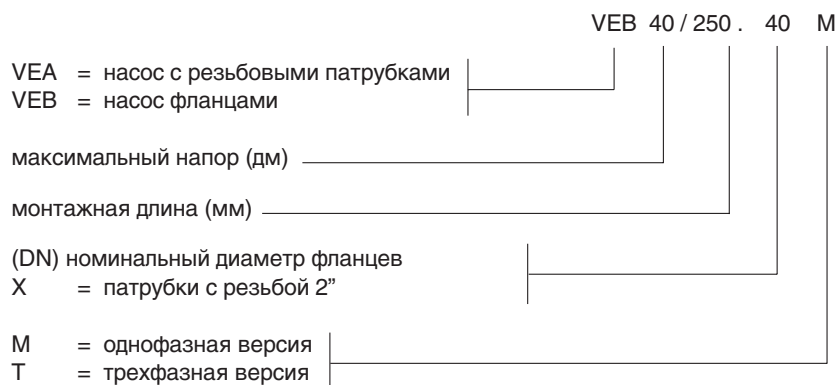 VEB 40 / 250 . 40 M
VEA = насос с резьбовыми патрубками
VEB = насос фланцами
максимальный напор (дм)
монтажная длина (мм)
(DN) номинальный диаметр фланцев
X = патрубки с резьбой 2”
M = однофазная версия
T = трехфазная версия